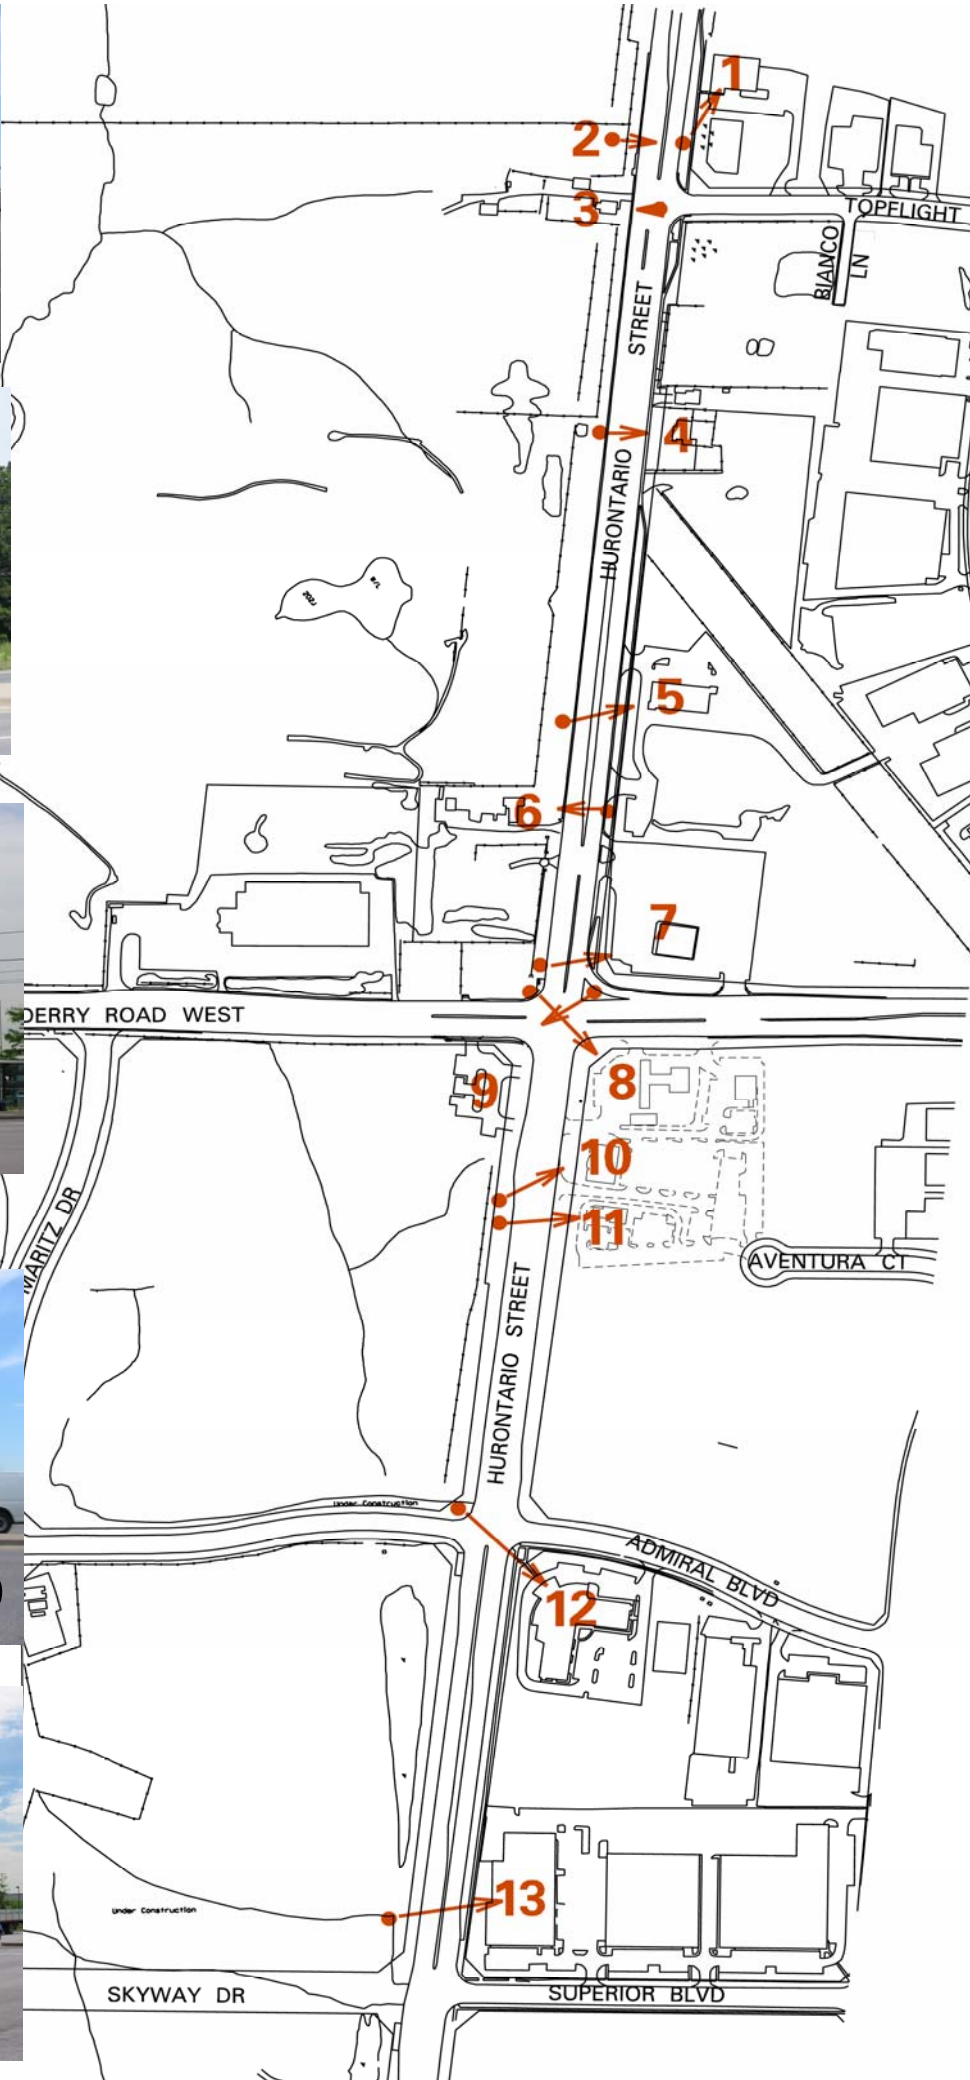 1
2
3
TOPFLIGHT
BIANCO
LN
STREET
4
HURONTARIO
5
6
7
DERRY ROAD WEST
8
9
10
11
MARITZ DR
AVENTURA CT
HURONTARIO STREET
Under Construction
ADMIRAL BLVD
12
13
Under Construction
SKYWAY DR
SUPERIOR BLVD